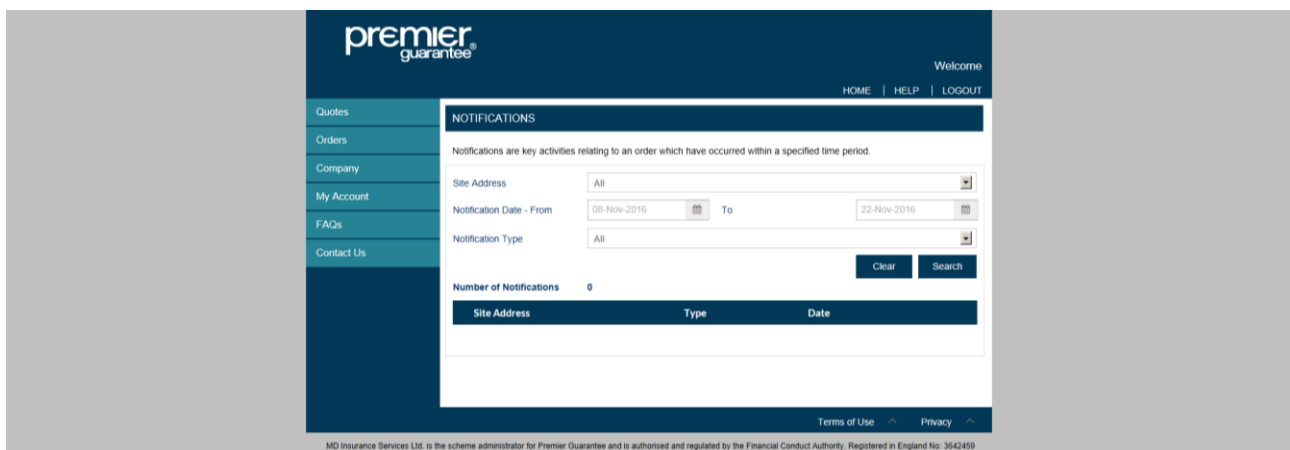 premier
guarantee®
Welcome
HOME | HELP | LOGOUT
Quotes
Orders
Company
My Account
FAQs
Contact Us
NOTIFICATIONS
Notifications are key activities relating to an order which have occurred within a specified time period.
Site Address All
Notification Date - From 08-Nov-2016 To 22-Nov-2016
Notification Type All
Clear Search
Number of Notifications 0
Site Address Type Date
Terms of Use Privacy
MD Insurance Services Ltd. is the scheme administrator for Premier Guarantee and is authorised and regulated by the Financial Conduct Authority. Registered in England No: 3642459